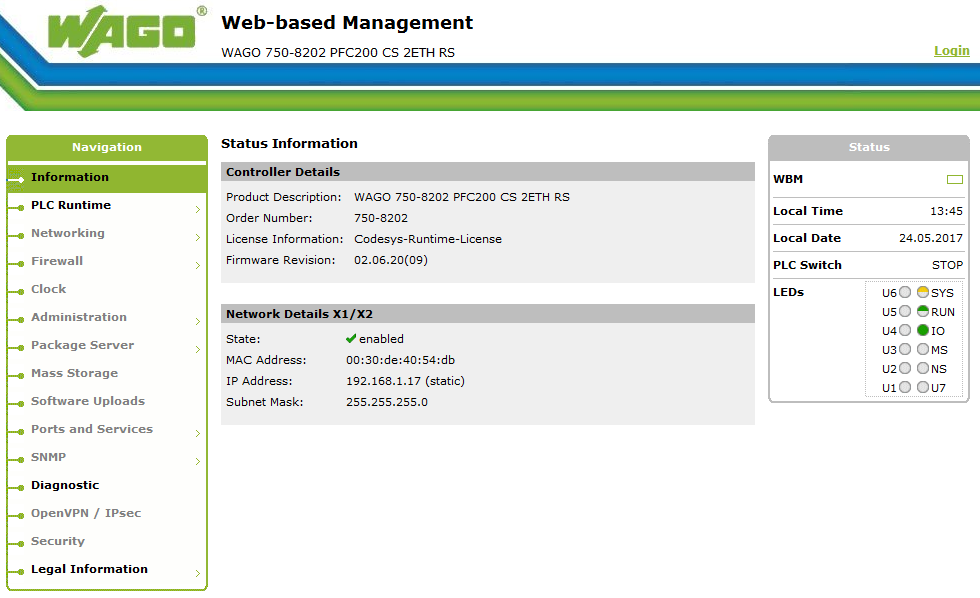 WAGO®
Web-based Management
WAGO 750-8202 PFC200 CS 2ETH RS
Login
Navigation
Information
PLC Runtime
Networking
Firewall
Clock
Administration
Package Server
Mass Storage
Software Uploads
Ports and Services
SNMP
Diagnostic
OpenVPN / IPsec
Security
Legal Information
Status Information
Controller Details
Product Description: WAGO 750-8202 PFC200 CS 2ETH RS
Order Number: 750-8202
License Information: Codesys-Runtime-License
Firmware Revision: 02.06.20(09)
Network Details X1/X2
State: enabled
MAC Address: 00:30:de:40:54:db
IP Address: 192.168.1.17 (static)
Subnet Mask: 255.255.255.0
Status
WBM
Local Time 13:45
Local Date 24.05.2017
PLC Switch STOP
LEDs U6 SYS
U5 RUN
U4 IO
U3 MS
U2 NS
U1 U7